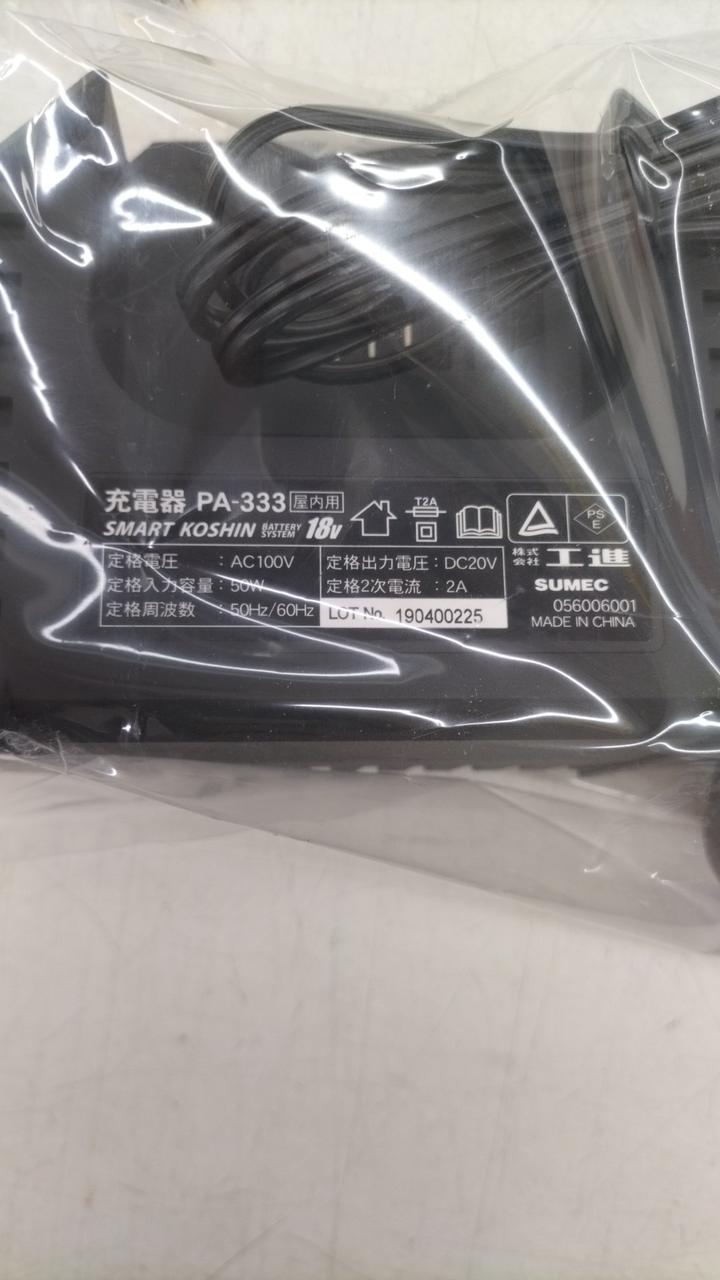 充電器 PA-333 屋内用
SMART KOSHIN BATTERY SYSTEM 18v
T2A
PSE
定格電圧 : AC100V
定格入力容量 : 50W
定格周波数 : 50Hz/60Hz
定格出力電圧 : DC20V
定格2次電流 : 2A
LOT No. 190400225
株式会社 工進
SUMEC
056006001
MADE IN CHINA